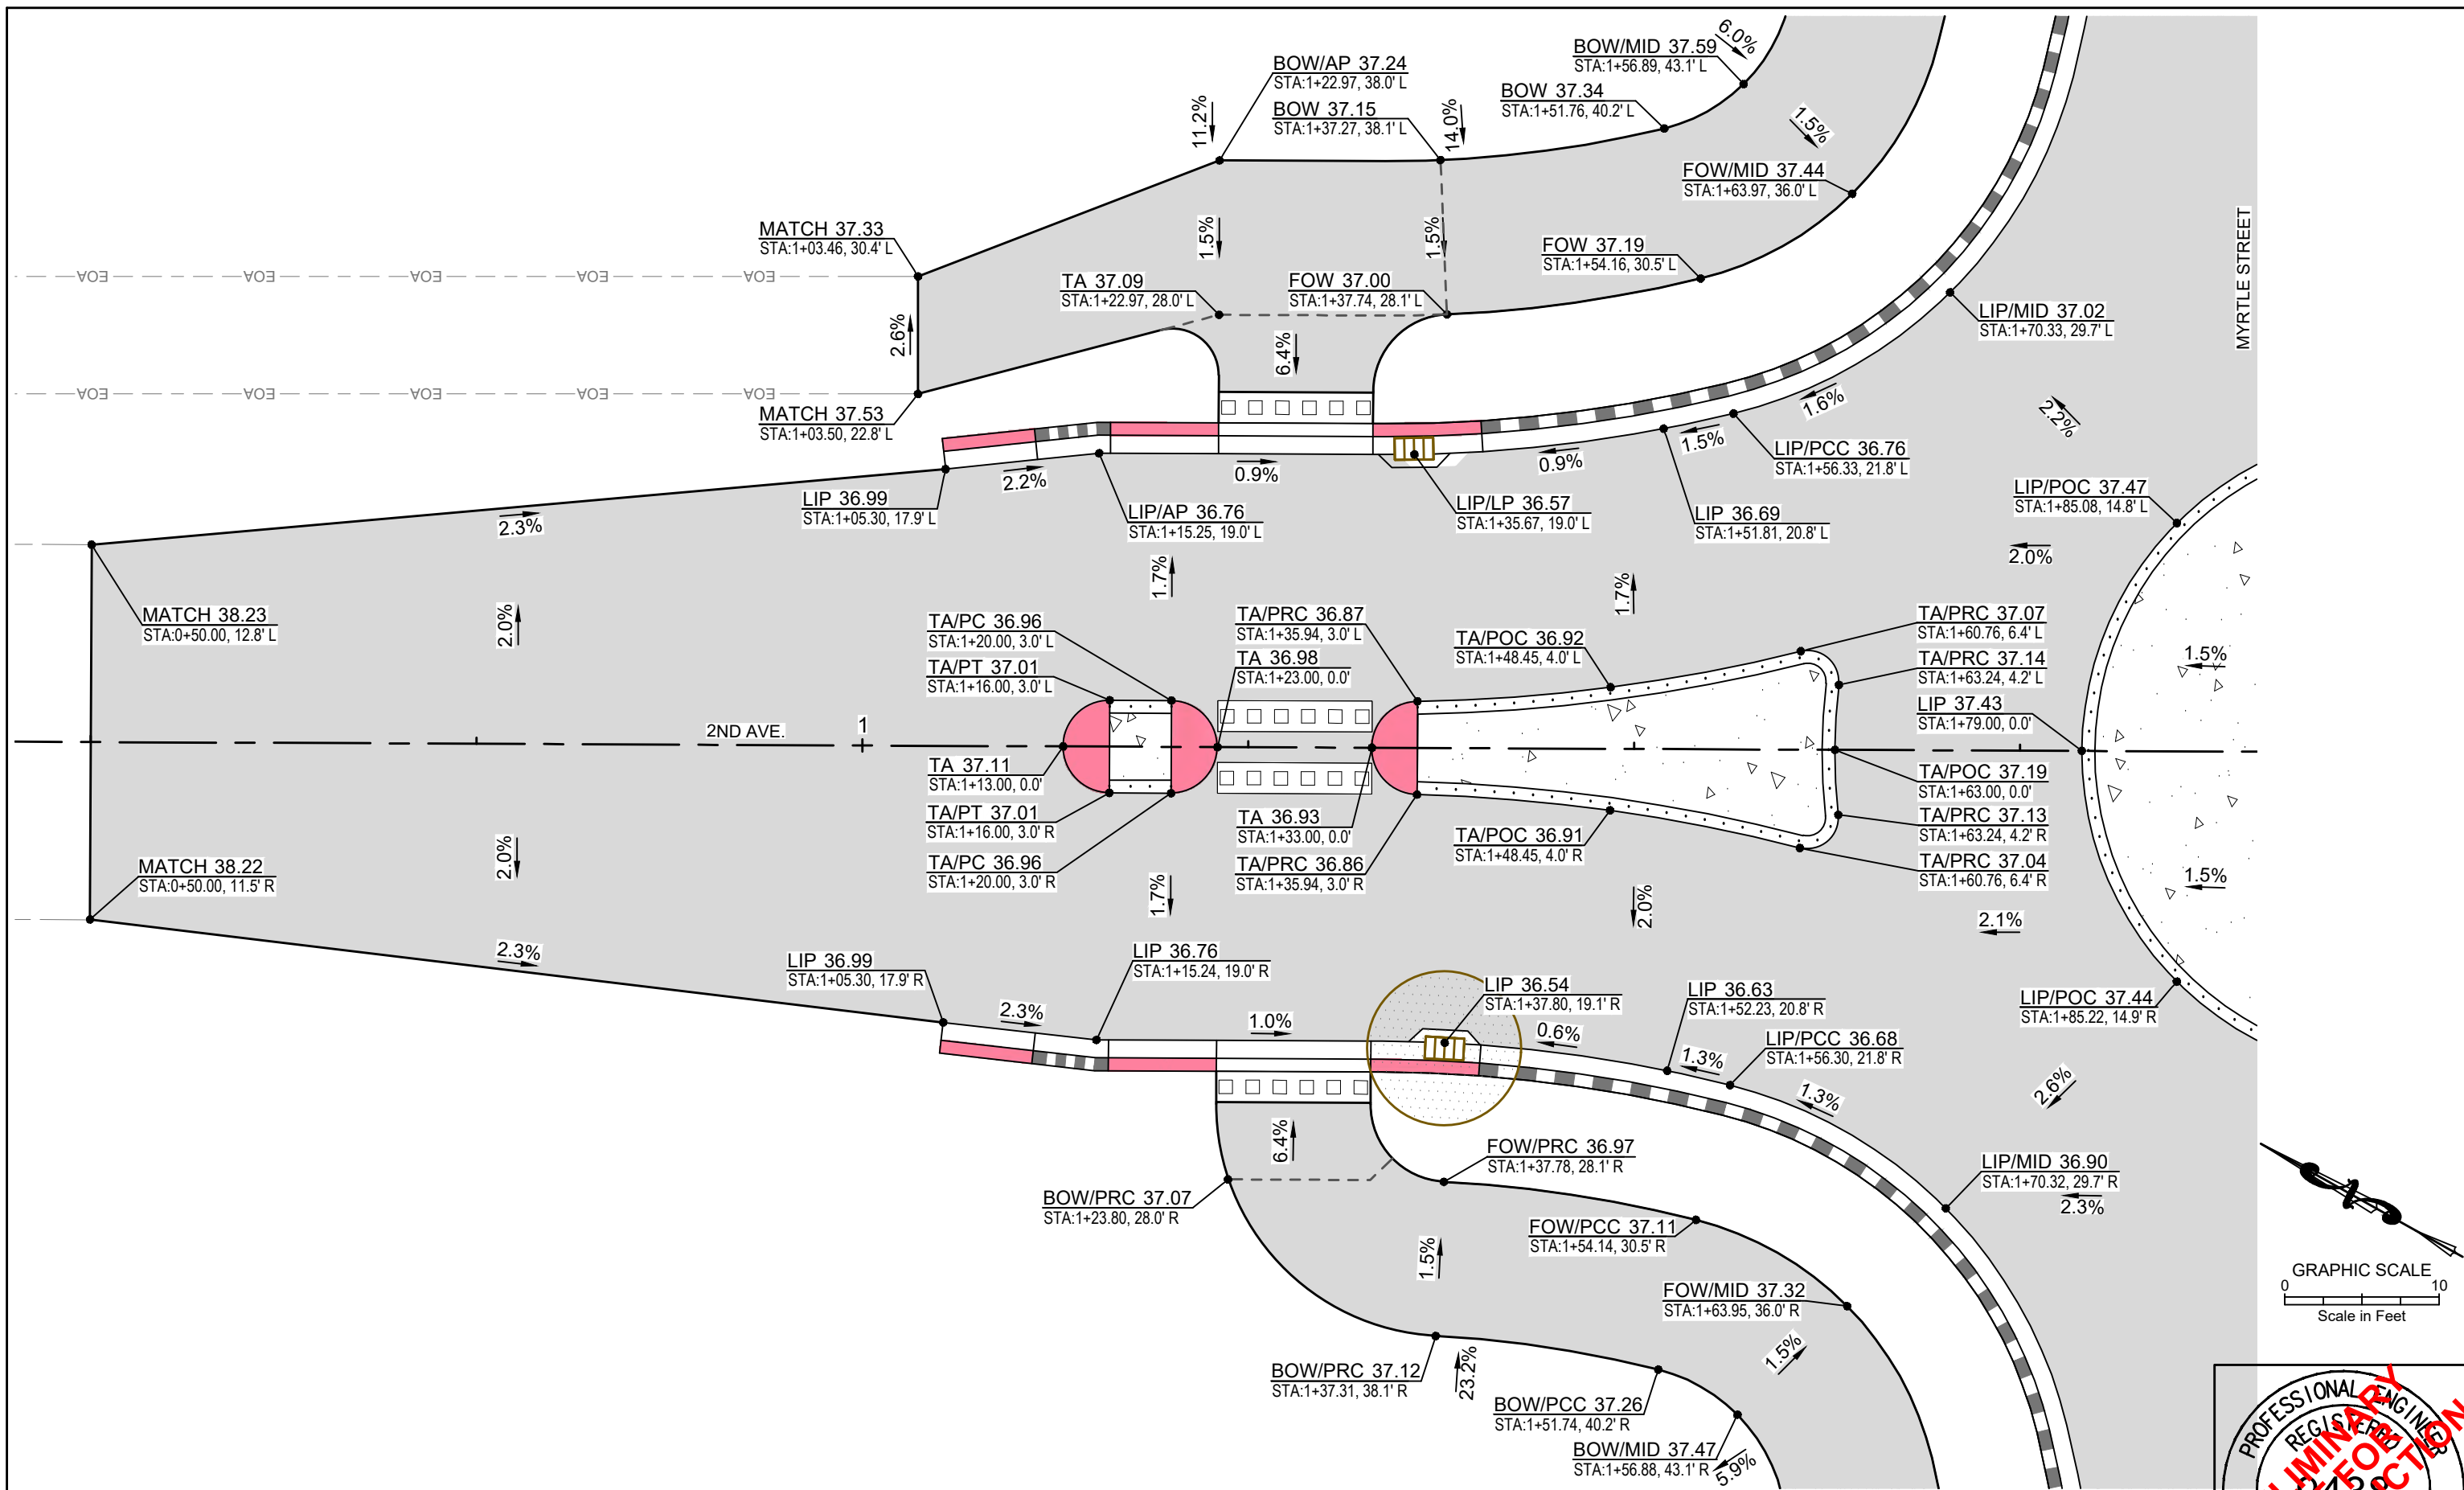 6.0%
BOW/MID 37.59
STA:1+56.89, 43.1' L
BOW/AP 37.24
STA:1+22.97, 38.0' L
BOW 37.34
STA:1+51.76, 40.2' L
11.2%
BOW 37.15
STA:1+37.27, 38.1' L
14.0%
1.5%
FOW/MID 37.44
STA:1+63.97, 36.0' L
MATCH 37.33
STA:1+03.46, 30.4' L
1.5%
1.5%
FOW 37.19
STA:1+54.16, 30.5' L
MYRTLE STREET
EOA EOA EOA EOA EOA
TA 37.09
STA:1+22.97, 28.0' L
FOW 37.00
STA:1+37.74, 28.1' L
LIP/MID 37.02
STA:1+70.33, 29.7' L
2.6%
6.4%
EOA EOA EOA EOA EOA
MATCH 37.53
STA:1+03.50, 22.8' L
1.6%
2.2%
1.5%
LIP/PCC 36.76
STA:1+56.33, 21.8' L
0.9%
0.9%
2.2%
LIP 36.99
STA:1+05.30, 17.9' L
LIP/AP 36.76
STA:1+15.25, 19.0' L
LIP/LP 36.57
STA:1+35.67, 19.0' L
LIP 36.69
STA:1+51.81, 20.8' L
LIP/POC 37.47
STA:1+85.08, 14.8' L
2.3%
2.0%
1.7%
1.7%
MATCH 38.23
STA:0+50.00, 12.8' L
2.0%
TA/PC 36.96
STA:1+20.00, 3.0' L
TA/PRC 36.87
STA:1+35.94, 3.0' L
TA/POC 36.92
STA:1+48.45, 4.0' L
TA/PRC 37.07
STA:1+60.76, 6.4' L
TA/PT 37.01
STA:1+16.00, 3.0' L
TA 36.98
STA:1+23.00, 0.0'
TA/PRC 37.14
STA:1+63.24, 4.2' L
1.5%
LIP 37.43
STA:1+79.00, 0.0'
2ND AVE.
1
TA 37.11
STA:1+13.00, 0.0'
TA/POC 37.19
STA:1+63.00, 0.0'
TA/PT 37.01
STA:1+16.00, 3.0' R
TA 36.93
STA:1+33.00, 0.0'
TA/POC 36.91
STA:1+48.45, 4.0' R
TA/PRC 37.13
STA:1+63.24, 4.2' R
MATCH 38.22
STA:0+50.00, 11.5' R
2.0%
TA/PC 36.96
STA:1+20.00, 3.0' R
TA/PRC 36.86
STA:1+35.94, 3.0' R
TA/PRC 37.04
STA:1+60.76, 6.4' R
1.5%
1.7%
2.0%
2.1%
2.3%
LIP 36.99
STA:1+05.30, 17.9' R
LIP 36.76
STA:1+15.24, 19.0' R
LIP 36.54
STA:1+37.80, 19.1' R
LIP 36.63
STA:1+52.23, 20.8' R
LIP/POC 37.44
STA:1+85.22, 14.9' R
2.3%
1.0%
0.6%
LIP/PCC 36.68
STA:1+56.30, 21.8' R
1.3%
1.3%
2.6%
6.4%
FOW/PRC 36.97
STA:1+37.78, 28.1' R
LIP/MID 36.90
STA:1+70.32, 29.7' R
2.3%
BOW/PRC 37.07
STA:1+23.80, 28.0' R
FOW/PCC 37.11
STA:1+54.14, 30.5' R
1.5%
FOW/MID 37.32
STA:1+63.95, 36.0' R
GRAPHIC SCALE
0 10
Scale in Feet
1.5%
BOW/PRC 37.12
STA:1+37.31, 38.1' R
23.2%
BOW/PCC 37.26
STA:1+51.74, 40.2' R
BOW/MID 37.47
STA:1+56.88, 43.1' R
5.9%
PROFESSIONAL ENGINEER
REGISTERED